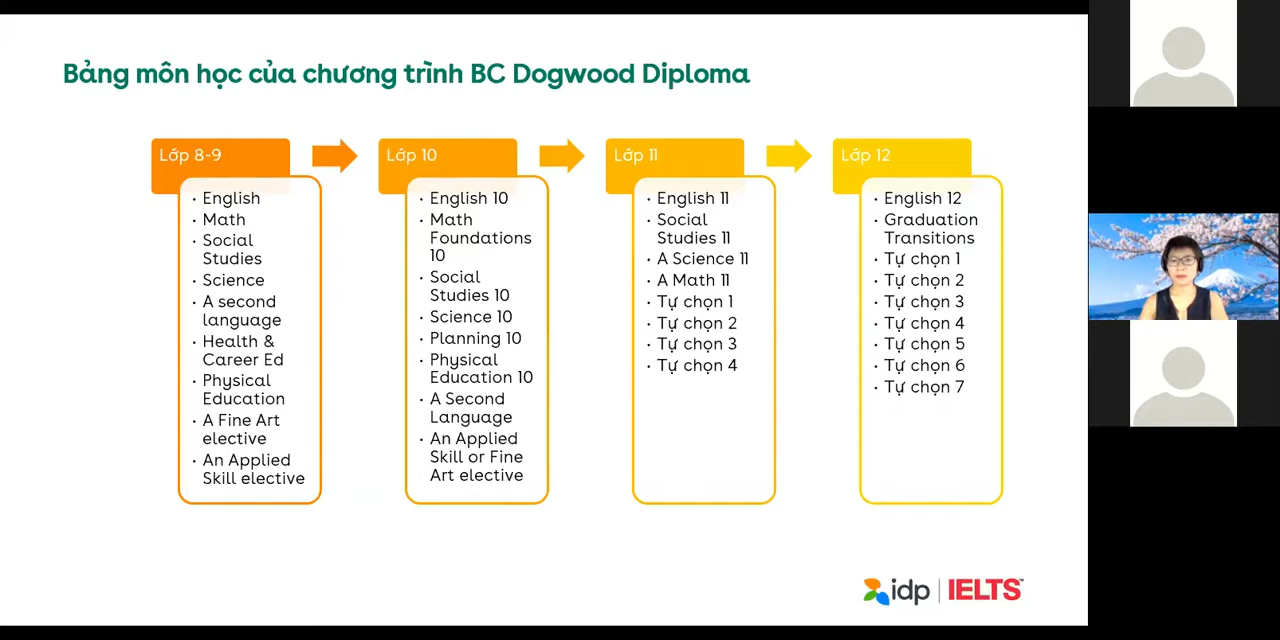 Bảng môn học của chương trình BC Dogwood Diploma
Lớp 8-9
· English
· Math
· Social
Studies
· Science
· A second
language
· Health &
Career Ed
· Physical
Education
· A Fine Art
elective
· An Applied
Skill elective
Lớp 10
· English 10
· Math
Foundations
10
· Social
Studies 10
· Science 10
· Planning 10
· Physical
Education 10
· A Second
Language
· An Applied
Skill or Fine
Art elective
Lớp 11
· English 11
· Social
Studies 11
· A Science 11
· A Math 11
· Tự chọn 1
· Tự chọn 2
· Tự chọn 3
· Tự chọn 4
Lớp 12
· English 12
· Graduation
Transitions
· Tự chọn 1
· Tự chọn 2
· Tự chọn 3
· Tự chọn 4
· Tự chọn 5
· Tự chọn 6
· Tự chọn 7
idp | IELTS™